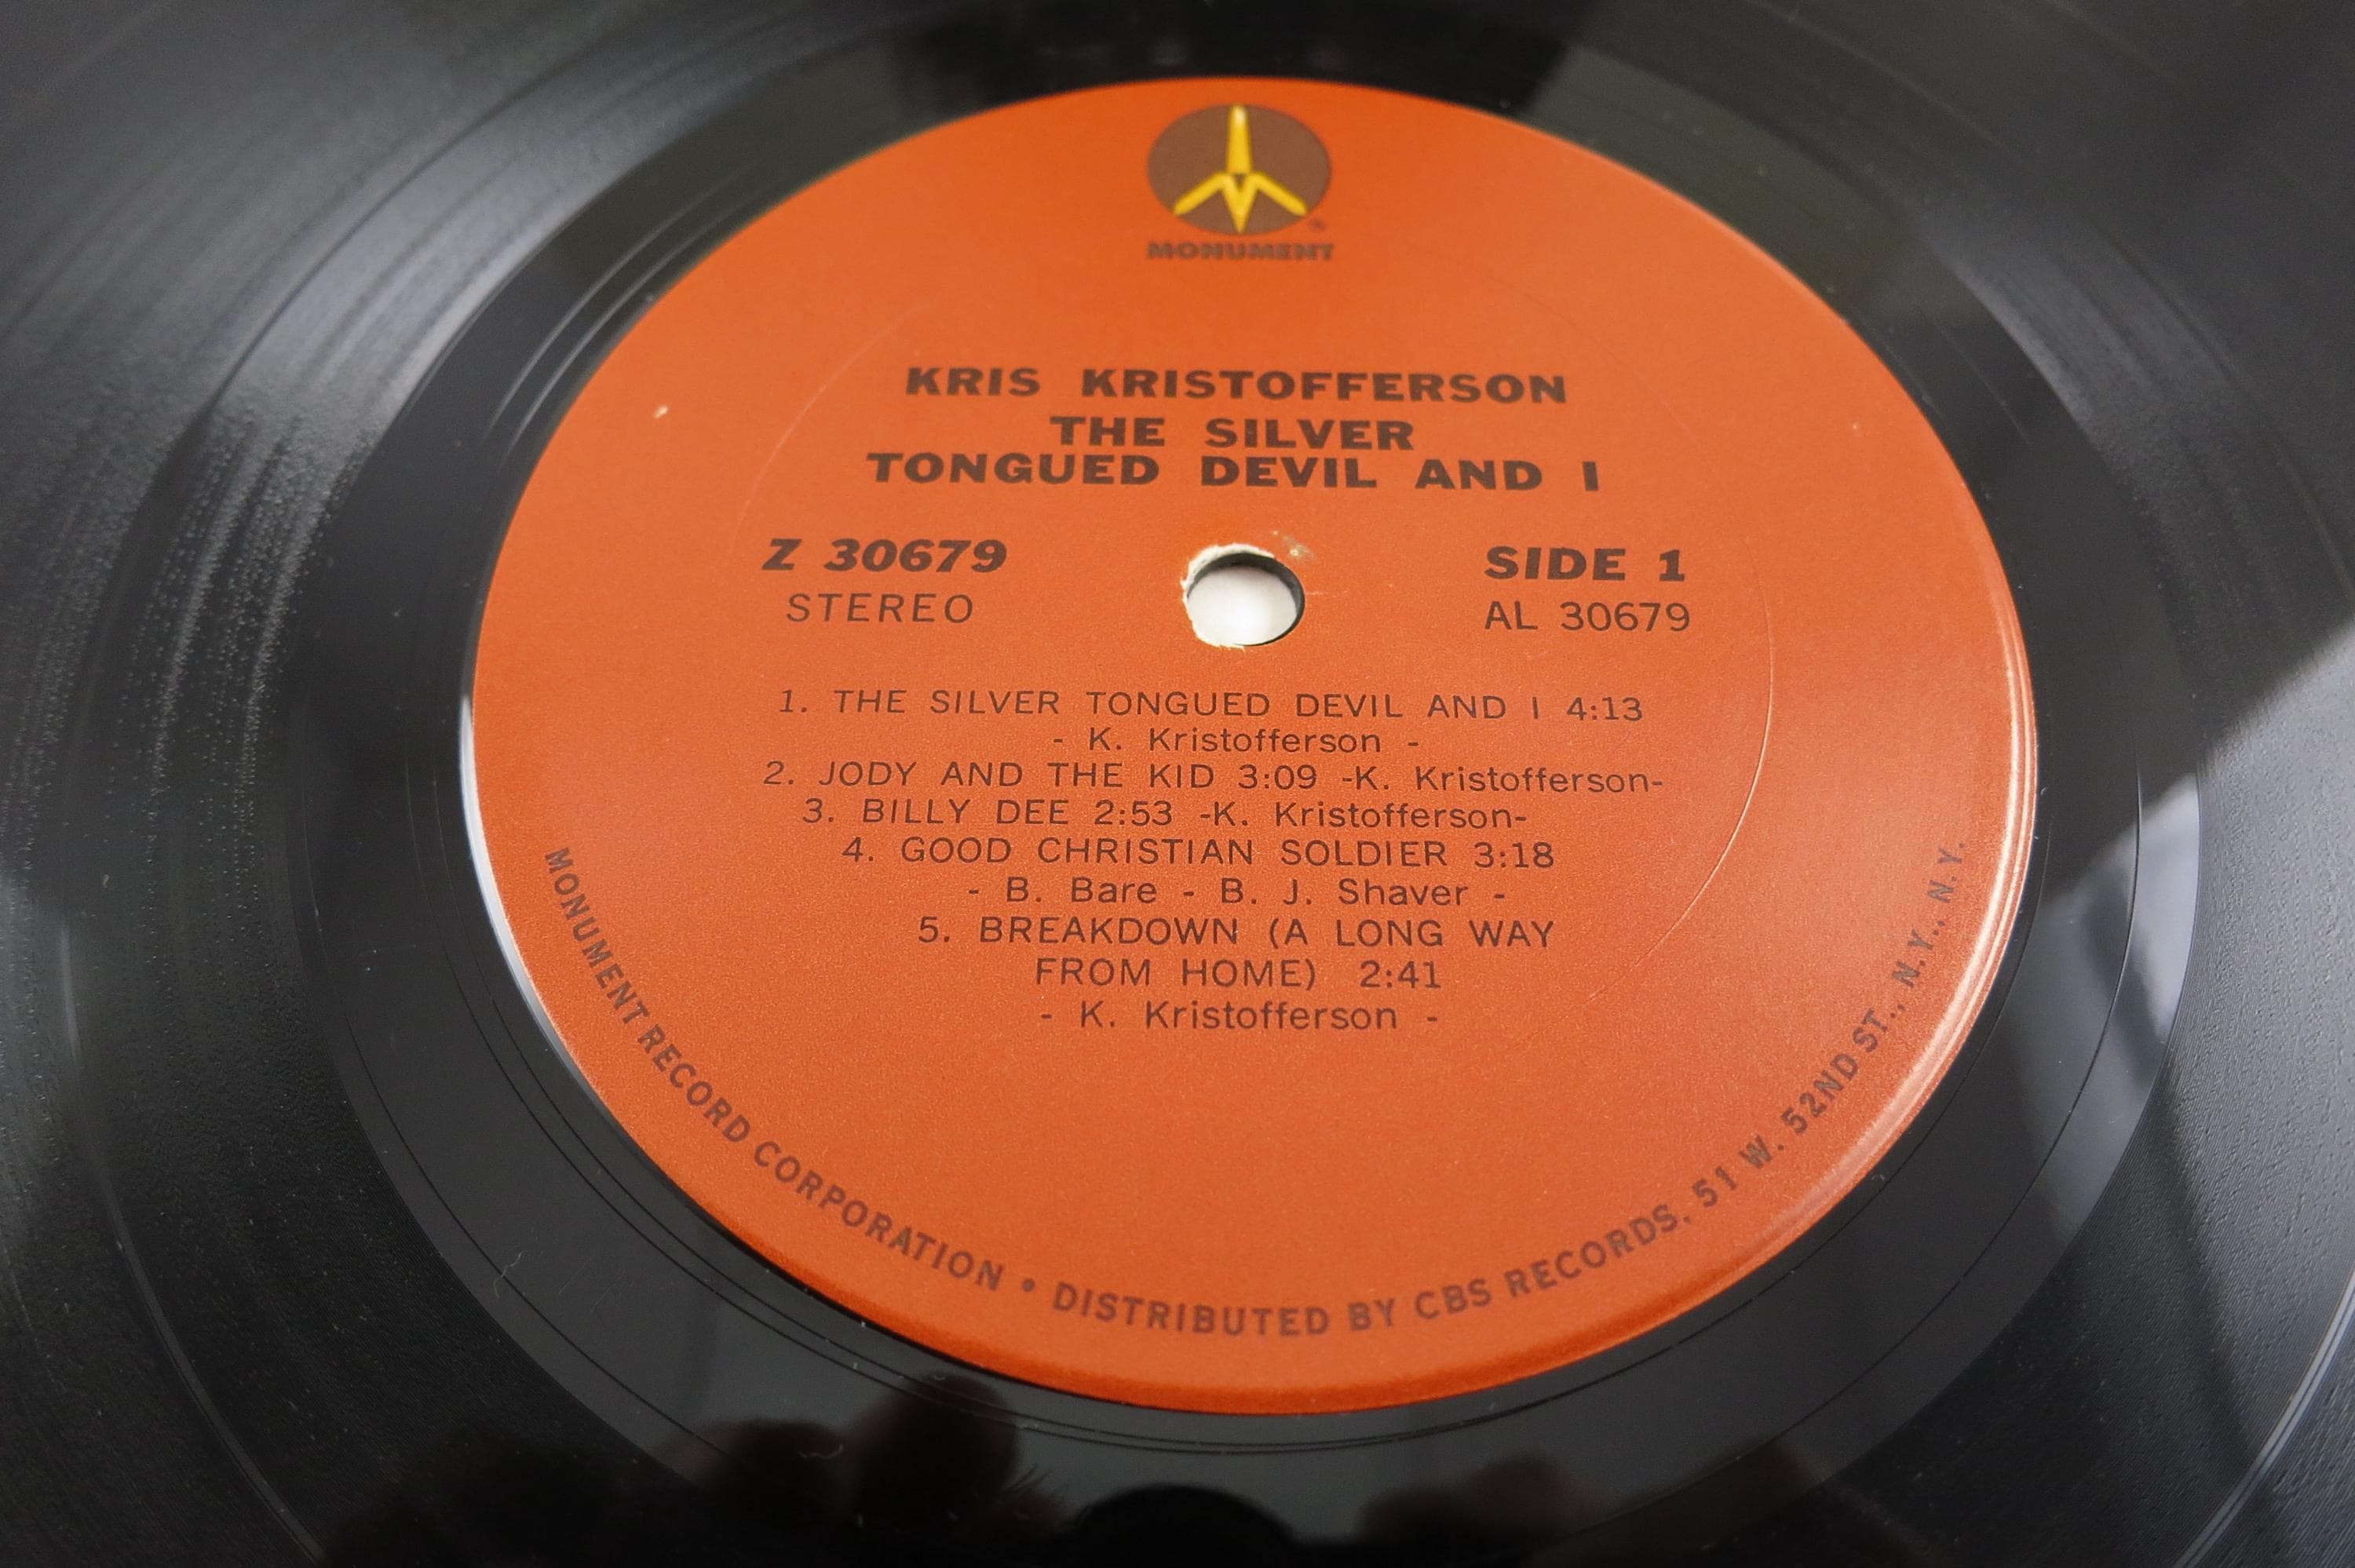 MONUMENT
KRIS KRISTOFFERSON
THE SILVER
TONGUED DEVIL AND I
Z 30679
STEREO
SIDE 1
AL 30679
1. THE SILVER TONGUED DEVIL AND I 4:13
- K. Kristofferson -
2. JODY AND THE KID 3:09 -K. Kristofferson-
3. BILLY DEE 2:53 -K. Kristofferson-
4. GOOD CHRISTIAN SOLDIER 3:18
- B. Bare - B. J. Shaver -
5. BREAKDOWN (A LONG WAY
FROM HOME) 2:41
- K. Kristofferson -
MONUMENT RECORD CORPORATION • DISTRIBUTED BY CBS RECORDS, 51 W. 52ND ST., N.Y., N.Y.